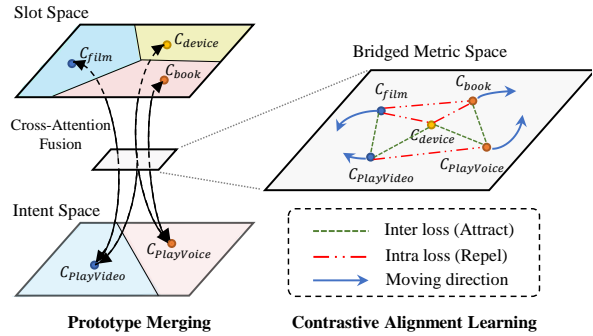 Slot Space
C_film
C_device
C_book
Cross-Attention
Fusion
Intent Space
C_PlayVoice
C_PlayVideo
Prototype Merging
Bridged Metric Space
C_film
C_book
C_device
C_PlayVoice
C_PlayVideo
Inter loss (Attract)
Intra loss (Repel)
Moving direction
Contrastive Alignment Learning